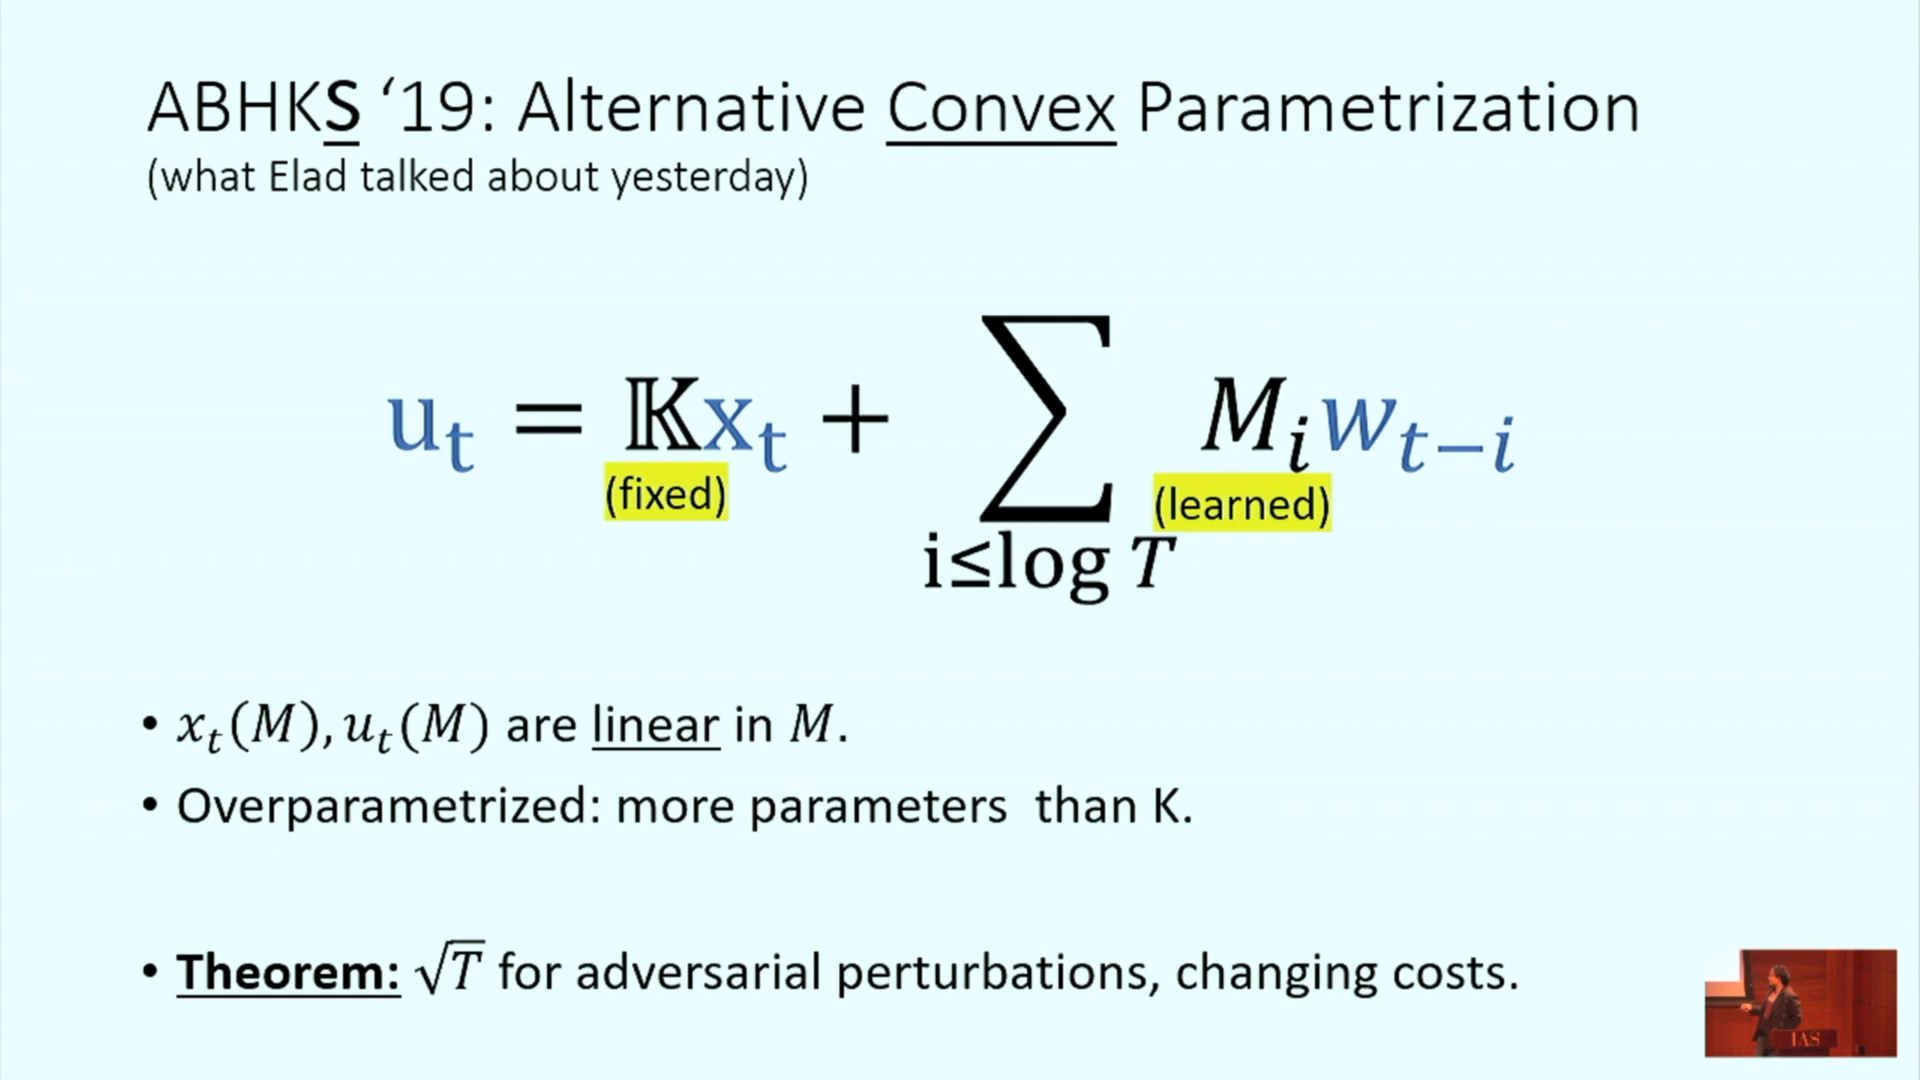 ABHKS ‘19: Alternative Convex Parametrization
(what Elad talked about yesterday)
uₜ = 𝕂xₜ + ∑ Mᵢwₜ₋ᵢ
(fixed) (learned)
i≤log T
• xₜ(M), uₜ(M) are linear in M.
• Overparametrized: more parameters than K.
• Theorem: √T for adversarial perturbations, changing costs.
IAS